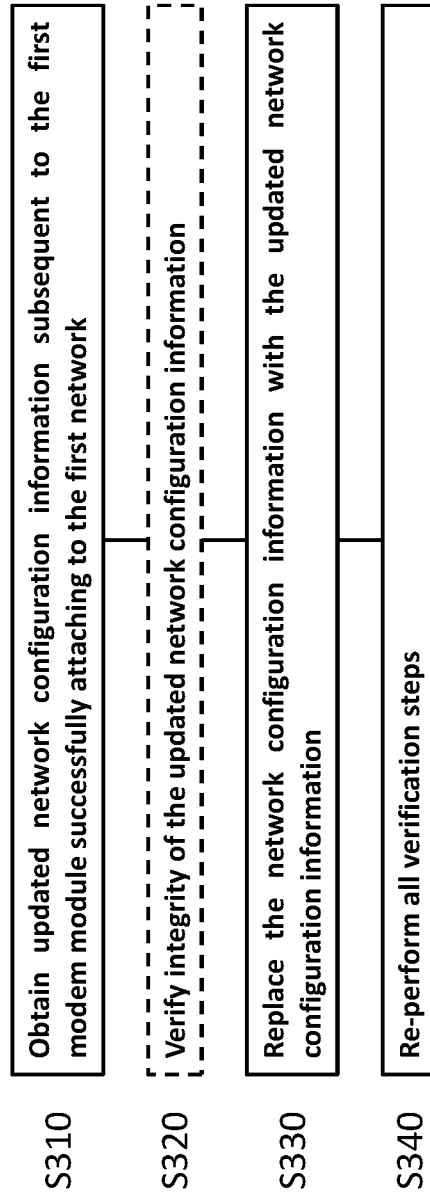 S310
Obtain updated network configuration information subsequent to the first
modem module successfully attaching to the first network
S320
Verify integrity of the updated network configuration information
S330
Replace the network configuration information with the updated network
configuration information
S340
Re-perform all verification steps